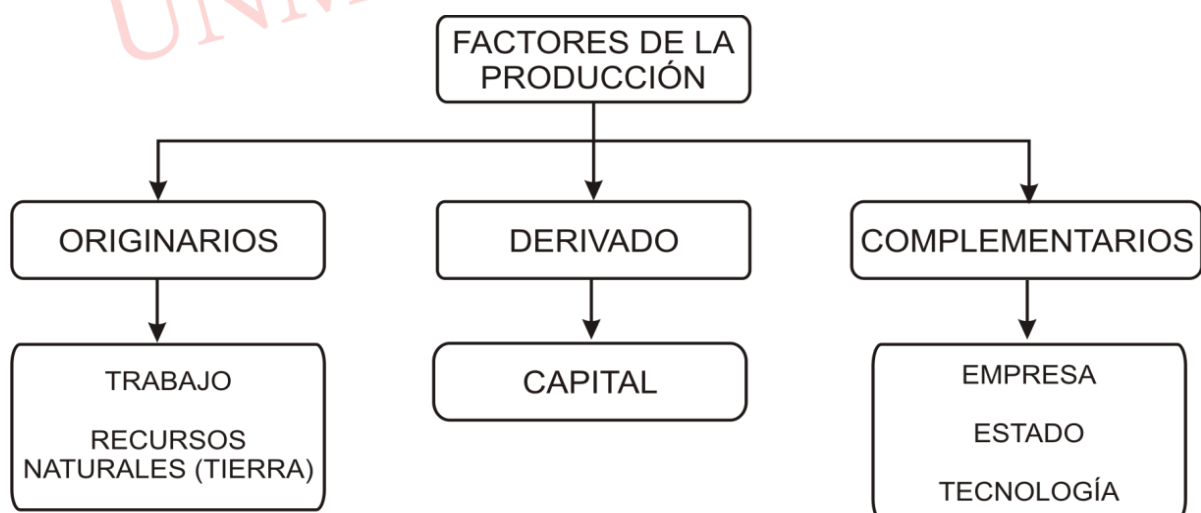 FACTORES DE LA
PRODUCCIÓN
ORIGINARIOS
DERIVADO
COMPLEMENTARIOS
TRABAJO
RECURSOS
NATURALES (TIERRA)
CAPITAL
EMPRESA
ESTADO
TECNOLOGÍA